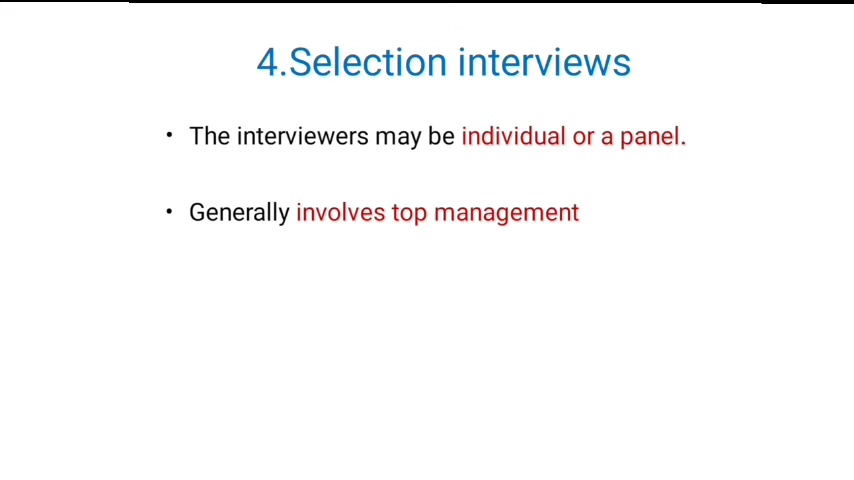 4.Selection interviews
• The interviewers may be individual or a panel.
• Generally involves top management